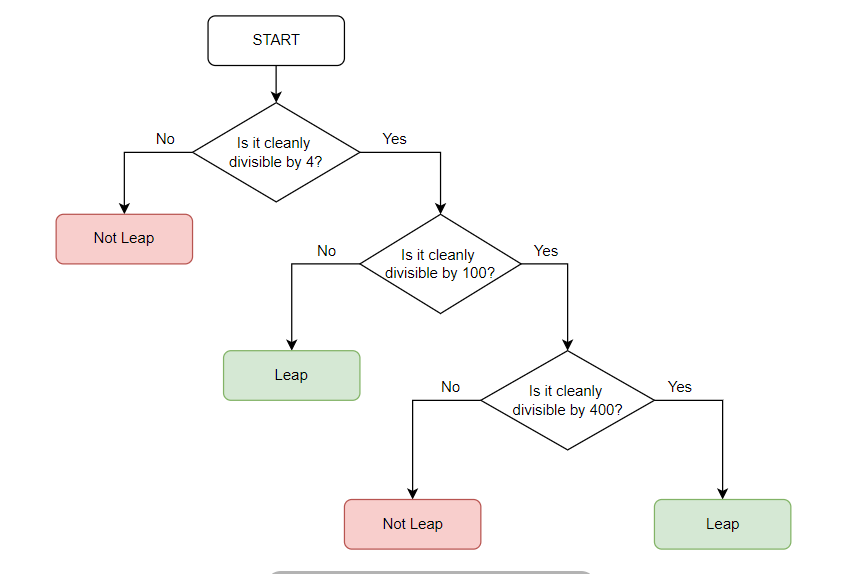 START
No
Yes
Is it cleanly
divisible by 4?
Not Leap
No
Yes
Is it cleanly
divisible by 100?
Leap
No
Yes
Is it cleanly
divisible by 400?
Not Leap
Leap